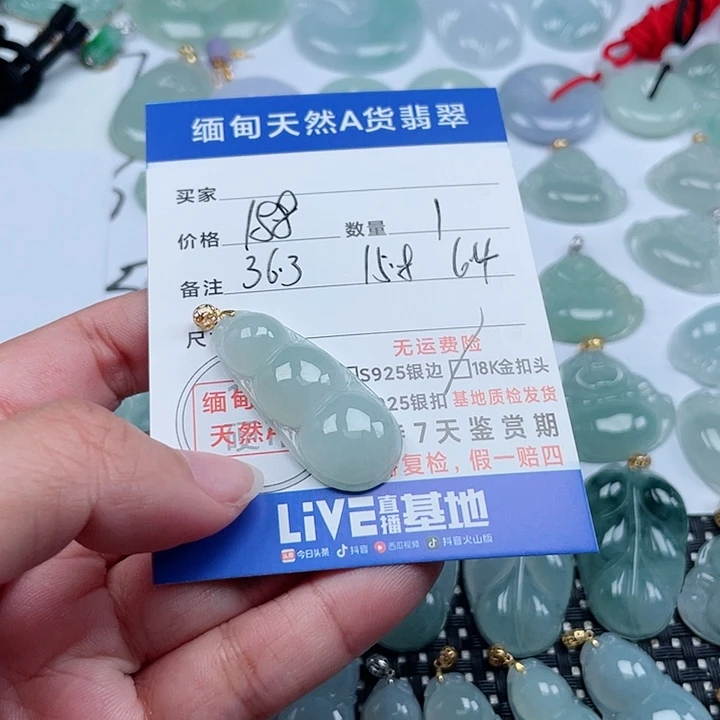 缅甸天然A货翡翠
买家
价格 158 数量 1
备注 36.3 15.8 6.4
尺
无运费险
S925银边 18K金扣头
925银扣 基地质检发货
7天鉴赏期
复检，假一赔四
缅甸
天然A
LiVE直播基地
头条 今日头条 抖音 西瓜视频 抖音火山版